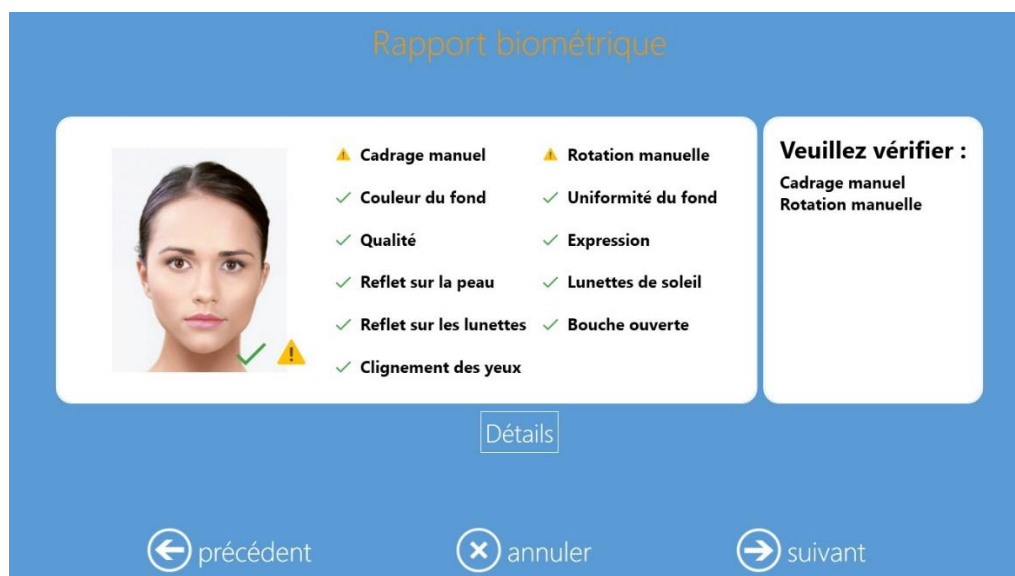 Rapport biométrique
Cadrage manuel
Rotation manuelle
Couleur du fond
Uniformité du fond
Qualité
Expression
Reflet sur la peau
Lunettes de soleil
Reflet sur les lunettes
Bouche ouverte
Clignement des yeux
Veuillez vérifier :
Cadrage manuel
Rotation manuelle
Détails
précédent
annuler
suivant